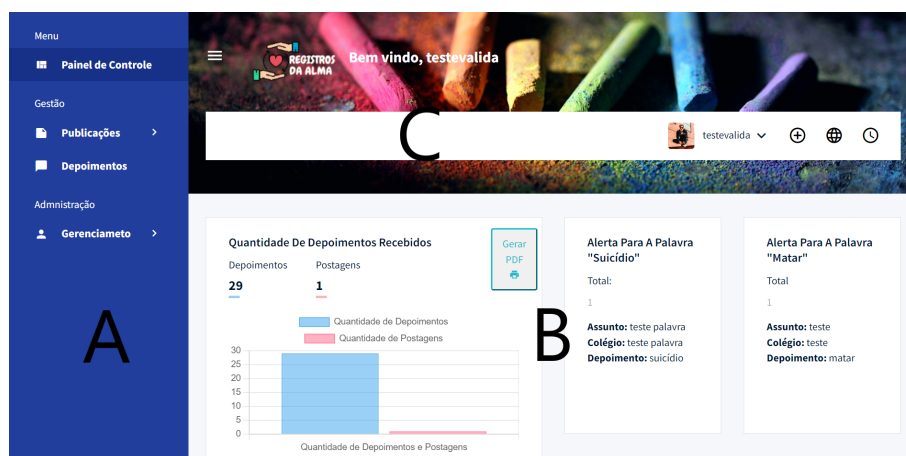 Menu
Painel de Controle
Gestão
Publicações
Depoimentos
Admnistração
Gerenciameto
A
REGISTROS
DA ALMA
Bem vindo, testevalida
C
testevalida
Quantidade De Depoimentos Recebidos
Depoimentos Postagens
29 1
Gerar
PDF
Quantidade de Depoimentos
Quantidade de Postagens
30
25
20
15
10
5
0
Quantidade de Depoimentos e Postagens
B
Alerta Para A Palavra
"Suicídio"
Total:
1
Assunto: teste palavra
Colégio: teste palavra
Depoimento: suicídio
Alerta Para A Palavra
"Matar"
Total
1
Assunto: teste
Colégio: teste
Depoimento: matar